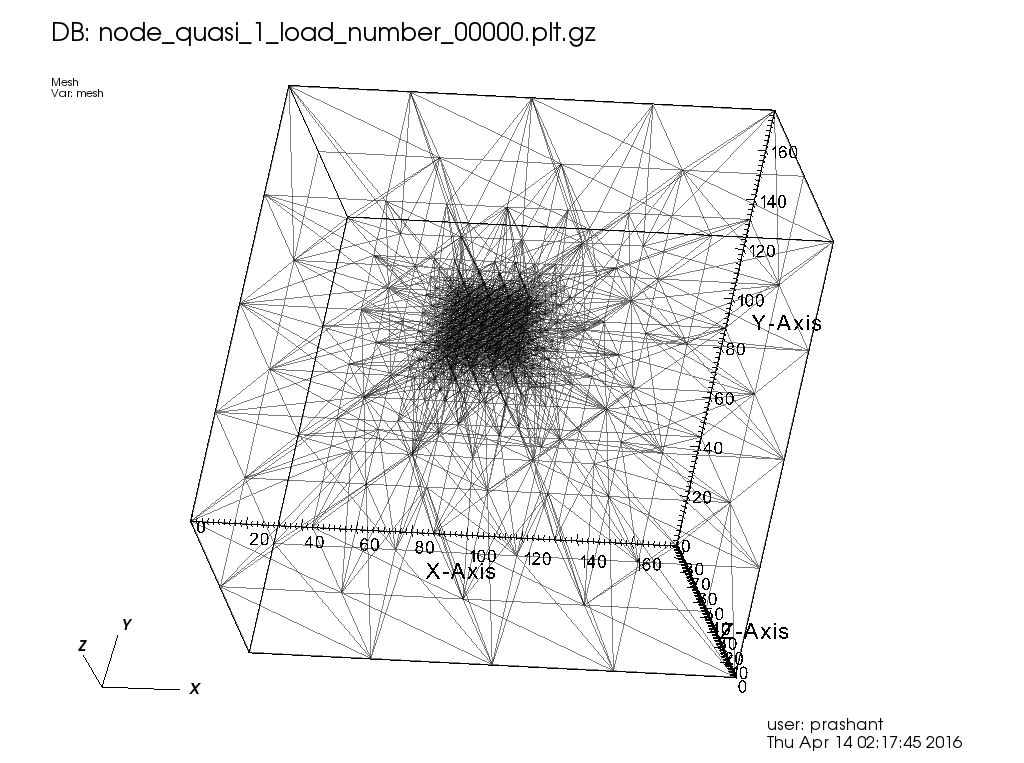 DB: node_quasi_1_load_number_00000.plt.gz
Mesh
Var: mesh
160
140
120
100
Y-Axis
80
60
40
20
0
0 20 40 60 80 100 120 140 160
X-Axis
Z-Axis
0
Y
Z
X
user: prashant
Thu Apr 14 02:17:45 2016